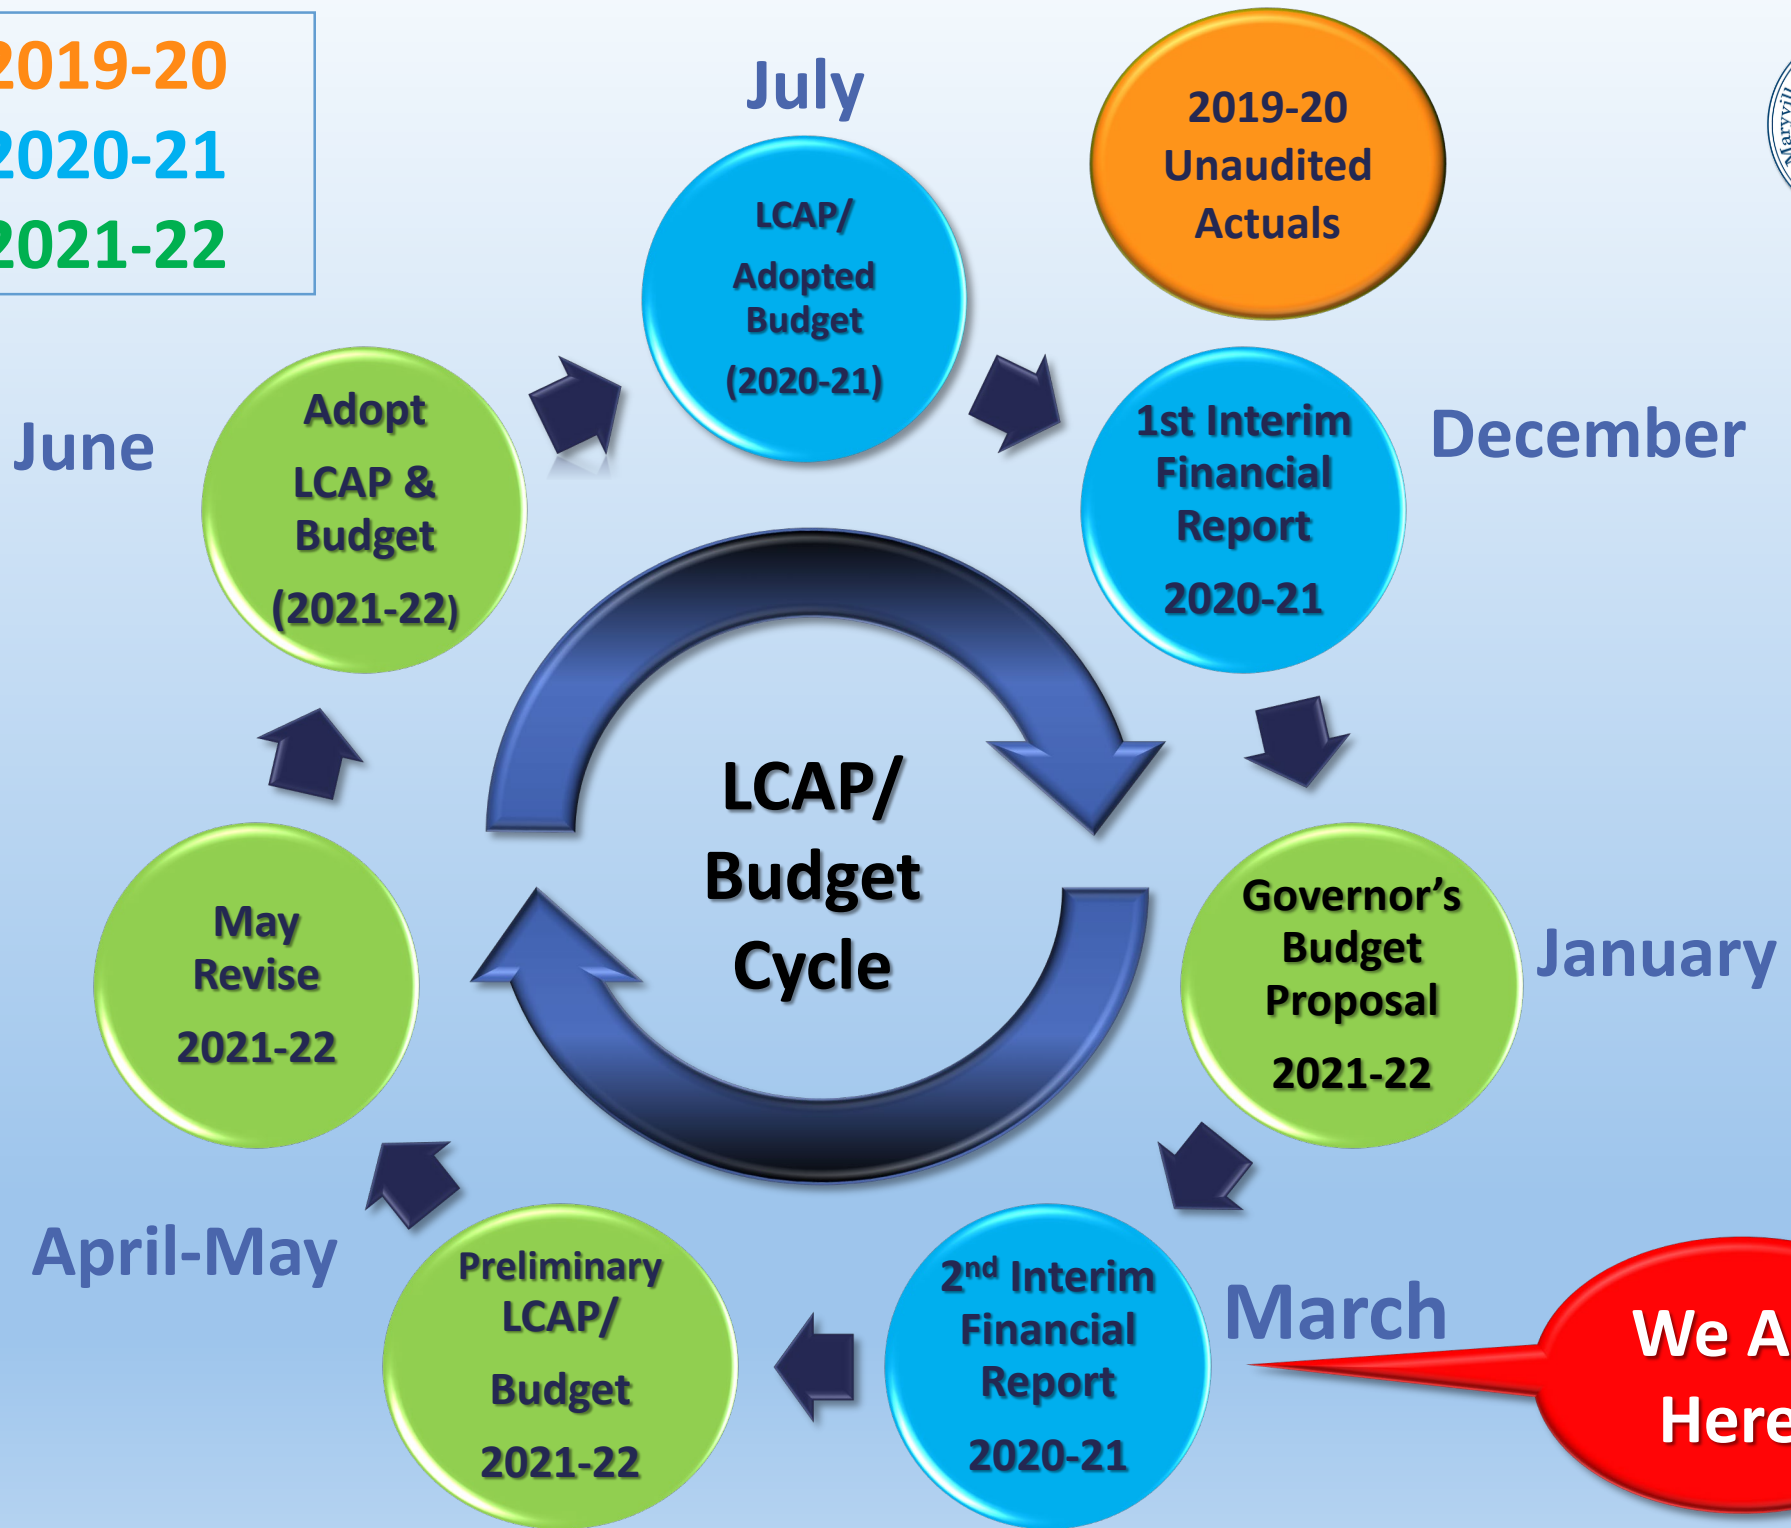 2019-20
2020-21
2021-22
July
2019-20
Unaudited
Actuals
LCAP/
Adopted
Budget
(2020-21)
June
Adopt
LCAP &
Budget
(2021-22)
1st Interim
Financial
Report
2020-21
December
LCAP/
Budget
Cycle
May
Revise
2021-22
Governor's
Budget
Proposal
2021-22
January
April-May
Preliminary
LCAP/
Budget
2021-22
2nd Interim
Financial
Report
2020-21
March
We
Here